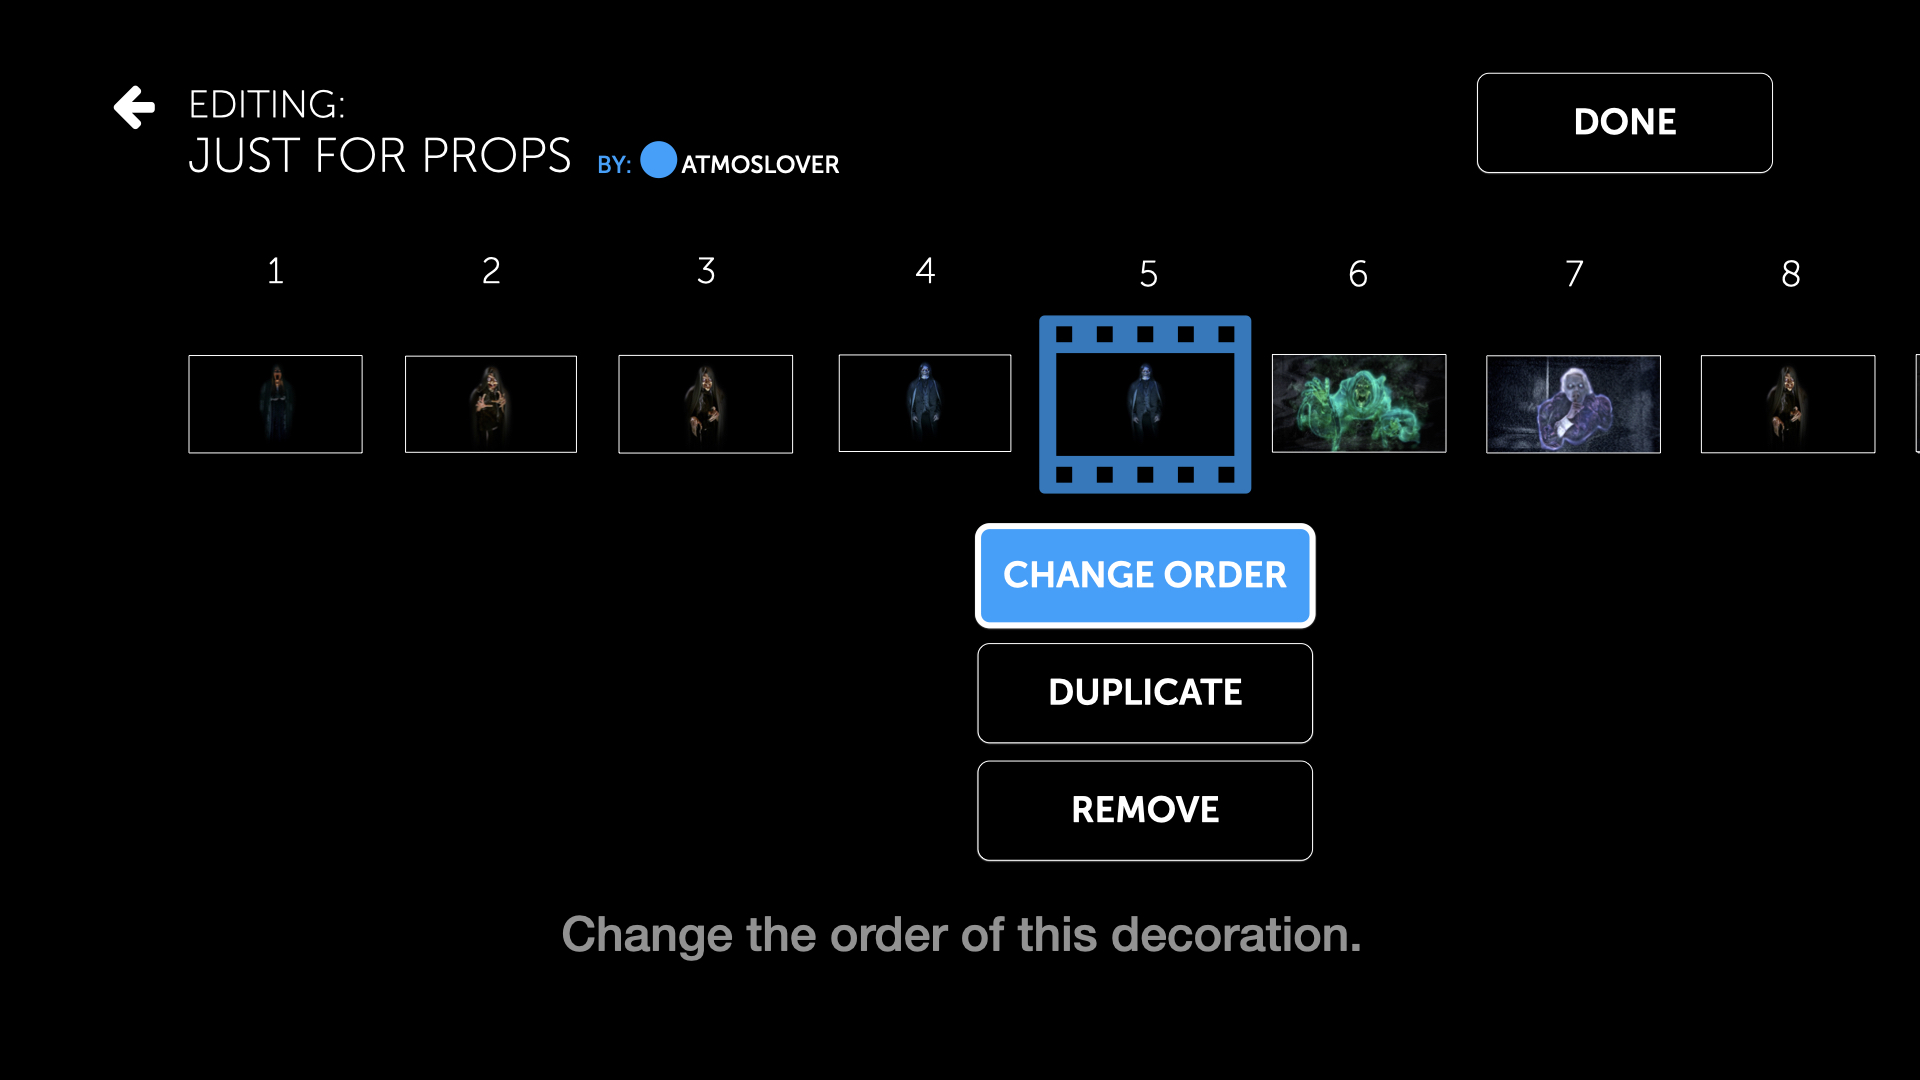 EDITING:
JUST FOR PROPS BY: ATMOSLOVER
DONE
1 2 3 4 5 6 7 8
CHANGE ORDER
DUPLICATE
REMOVE
Change the order of this decoration.